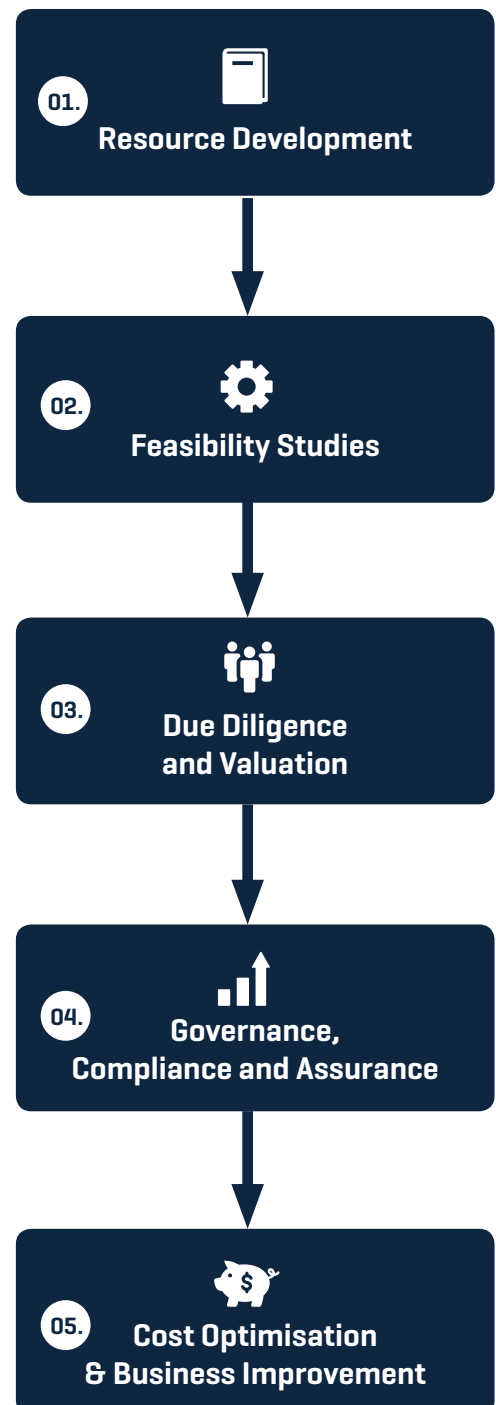 01.
Resource Development
02.
Feasibility Studies
03.
Due Diligence
and Valuation
04.
Governance,
Compliance and Assurance
05.
$
Cost Optimisation
& Business Improvement